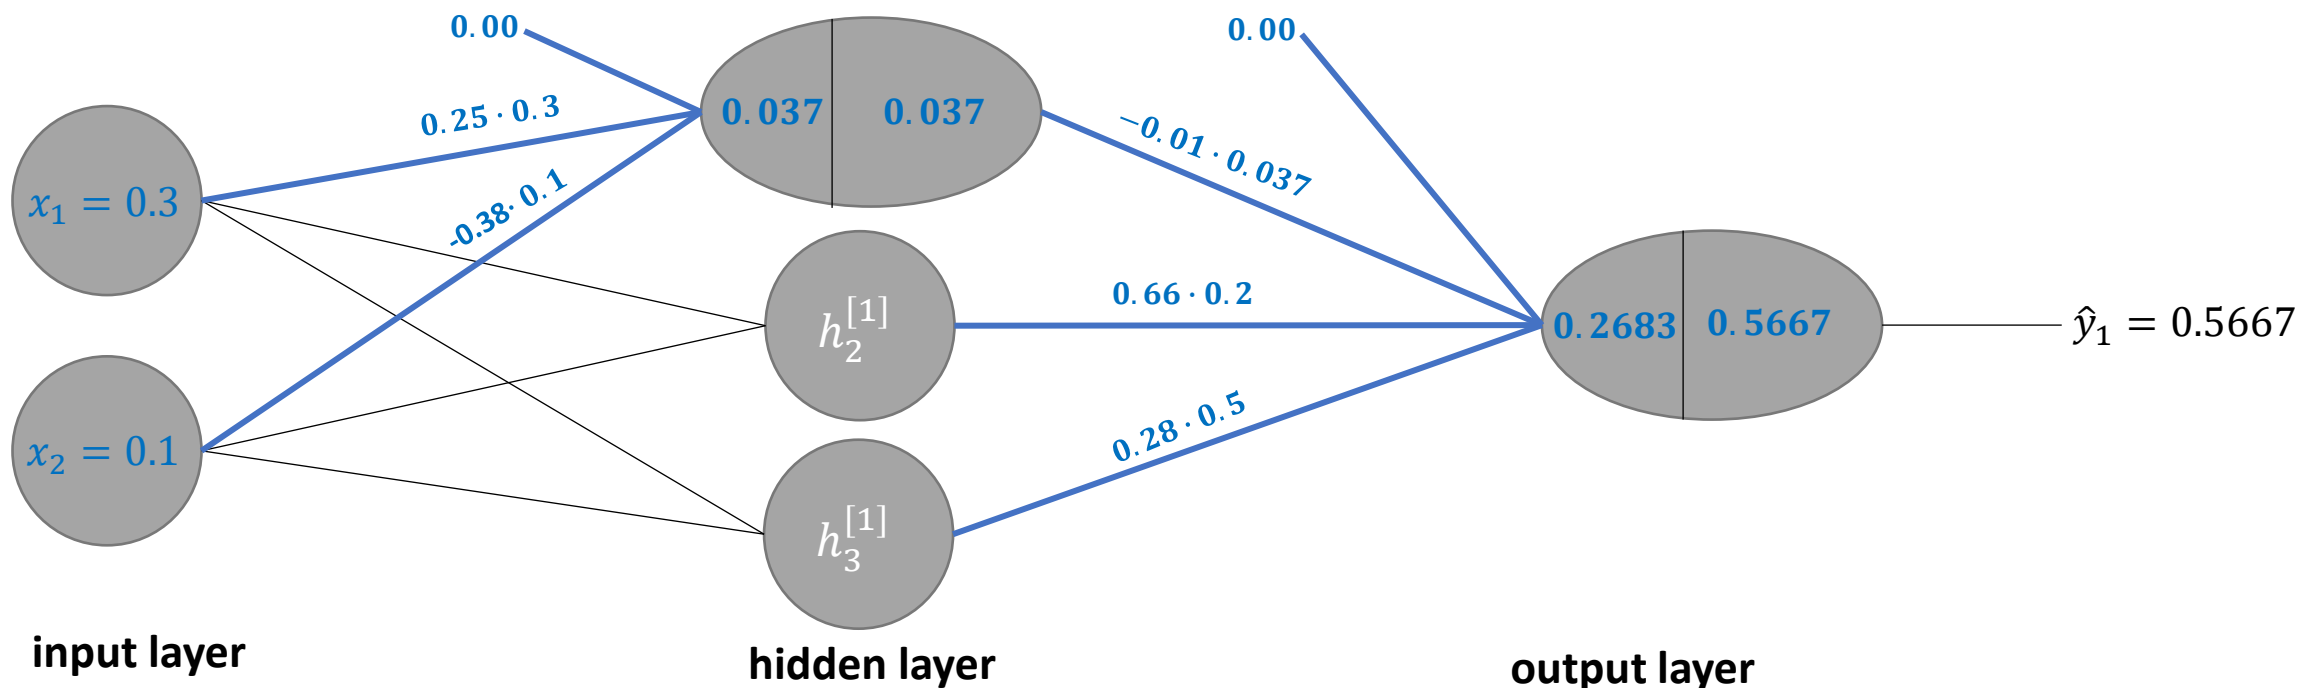 0.00
0.25 · 0.3
-0.38· 0.1
x₁ = 0.3
x₂ = 0.1
0.037
0.037
h₂^[1]
h₃^[1]
0.00
−0.01 · 0.037
0.66 · 0.2
0.28 · 0.5
0.2683
0.5667
ŷ₁ = 0.5667
input layer
hidden layer
output layer